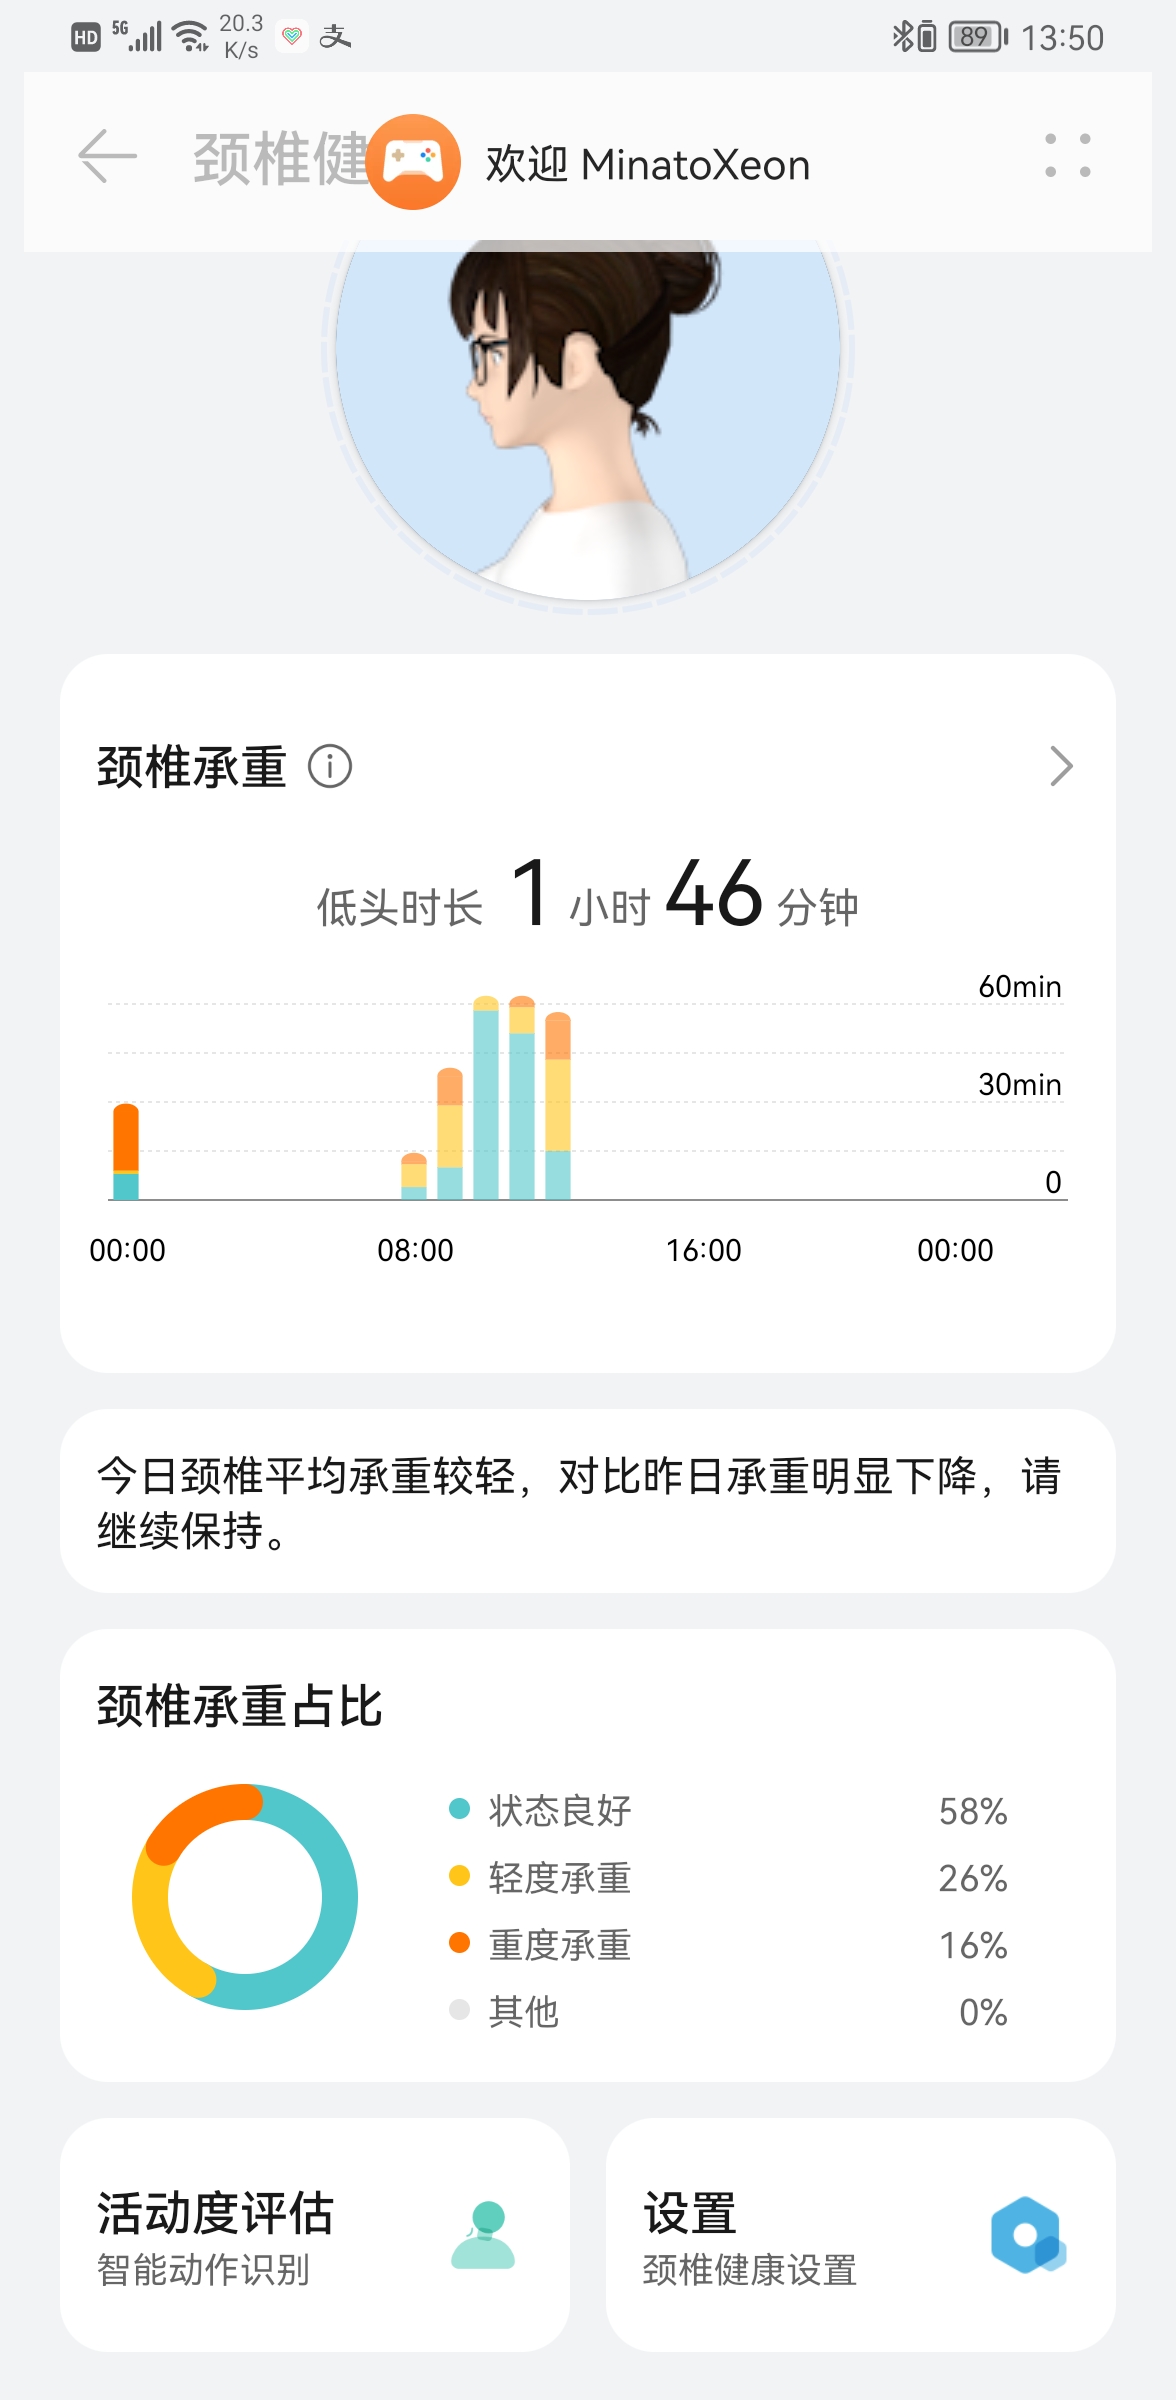 HD 5G 20.3 K/s 支 89 13:50
颈椎健
欢迎 MinatoXeon
颈椎承重
低头时长 1 小时 46 分钟
60min
30min
0
00:00 08:00 16:00 00:00
今日颈椎平均承重较轻，对比昨日承重明显下降，请
继续保持。
颈椎承重占比
状态良好 58%
轻度承重 26%
重度承重 16%
其他 0%
活动度评估
智能动作识别
设置
颈椎健康设置